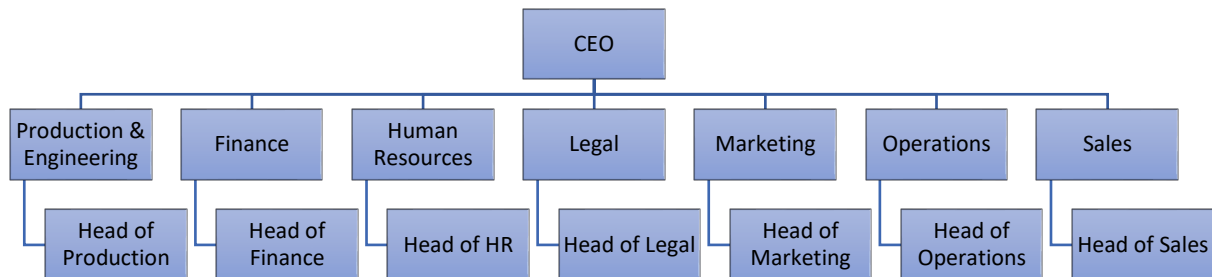 CEO
Production &
Engineering
Finance
Human
Resources
Legal
Marketing
Operations
Sales
Head of
Production
Head of
Finance
Head of HR
Head of Legal
Head of
Marketing
Head of
Operations
Head of Sales